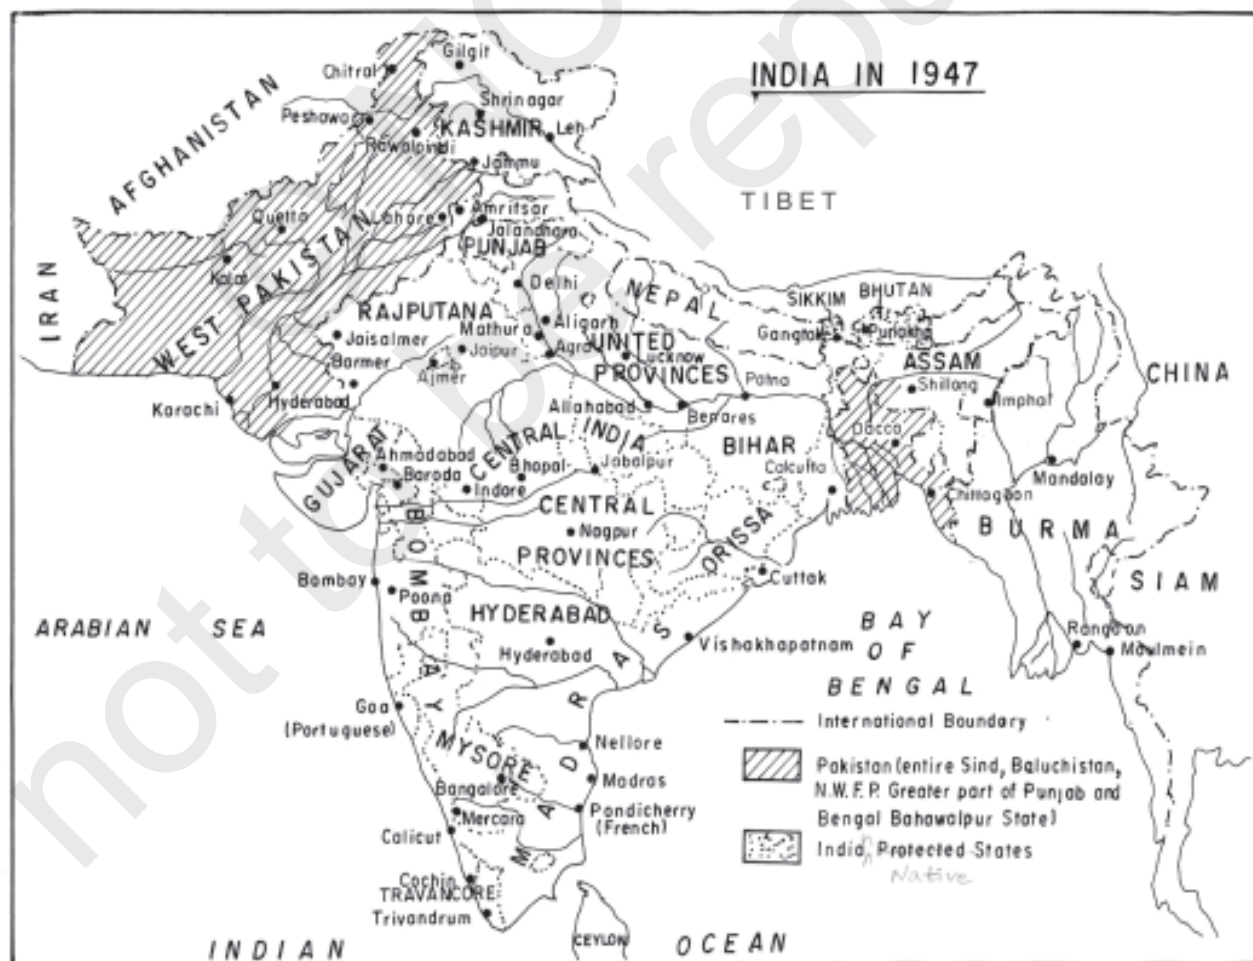 INDIA IN 1947
Gilgit
Chitral
Shrinagar
Peshawar
KASHMIR
Leh
Rawalpindi
Jammu
AFGHANISTAN
TIBET
Quetta
Lahore
Amritsar
Jalandhara
PUNJAB
Kalat
WEST PAKISTAN
IRAN
Delhi
NEPAL
SIKKIM
BHUTAN
RAJPUTANA
Mathura
Aligarh
Gangtok
Punakha
Jaisalmer
Jaipur
Agra
UNITED
Lucknow
ASSAM
Barmer
Ajmer
PROVINCES
Patna
Shillong
CHINA
Karachi
Hyderabad
Allahabad
Benares
Imphal
GUJARAT
Ahmadabad
CENTRAL INDIA
BIHAR
Dacca
Baroda
Bhopal
Jabalpur
Calcutta
Mandalay
Indore
CENTRAL
Chittagoan
BOMBAY
Nagpur
ORISSA
BURMA
PROVINCES
Bombay
Poona
Cuttak
SIAM
HYDERABAD
ARABIAN SEA
Hyderabad
Vishakhapatnam
BAY
OF
BENGAL
Rangoon
Moulmein
Goa
(Portuguese)
MADRAS
International Boundary
MYSORE
Nellore
Bangalore
Madras
Pakistan (entire Sind, Baluchistan,
N.W.F.P. Greater part of Punjab and
Bengal Bahawalpur State)
Mercara
Pondicherry
(French)
Calicut
Indian Protected States
Native
Cochin
TRAVANCORE
Trivandrum
CEYLON
INDIAN OCEAN
not to be repu